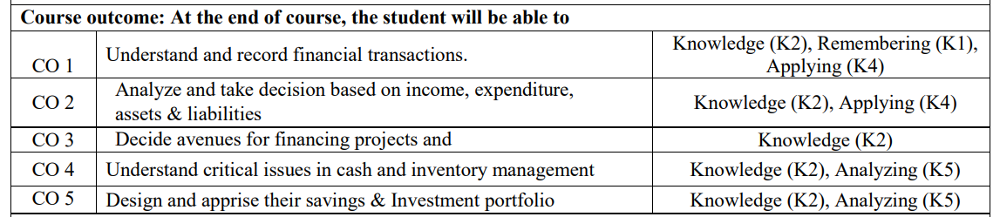 Course outcome: At the end of course, the student will be able to
CO 1 Understand and record financial transactions. Knowledge (K2), Remembering (K1),
Applying (K4)
CO 2 Analyze and take decision based on income, expenditure,
assets & liabilities Knowledge (K2), Applying (K4)
CO 3 Decide avenues for financing projects and Knowledge (K2)
CO 4 Understand critical issues in cash and inventory management Knowledge (K2), Analyzing (K5)
CO 5 Design and apprise their savings & Investment portfolio Knowledge (K2), Analyzing (K5)